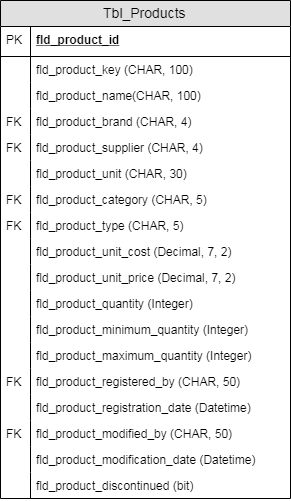 Tbl_Products
PK fld_product_id
fld_product_key (CHAR, 100)
fld_product_name(CHAR, 100)
FK fld_product_brand (CHAR, 4)
FK fld_product_supplier (CHAR, 4)
fld_product_unit (CHAR, 30)
FK fld_product_category (CHAR, 5)
FK fld_product_type (CHAR, 5)
fld_product_unit_cost (Decimal, 7, 2)
fld_product_unit_price (Decimal, 7, 2)
fld_product_quantity (Integer)
fld_product_minimum_quantity (Integer)
fld_product_maximum_quantity (Integer)
FK fld_product_registered_by (CHAR, 50)
fld_product_registration_date (Datetime)
FK fld_product_modified_by (CHAR, 50)
fld_product_modification_date (Datetime)
fld_product_discontinued (bit)